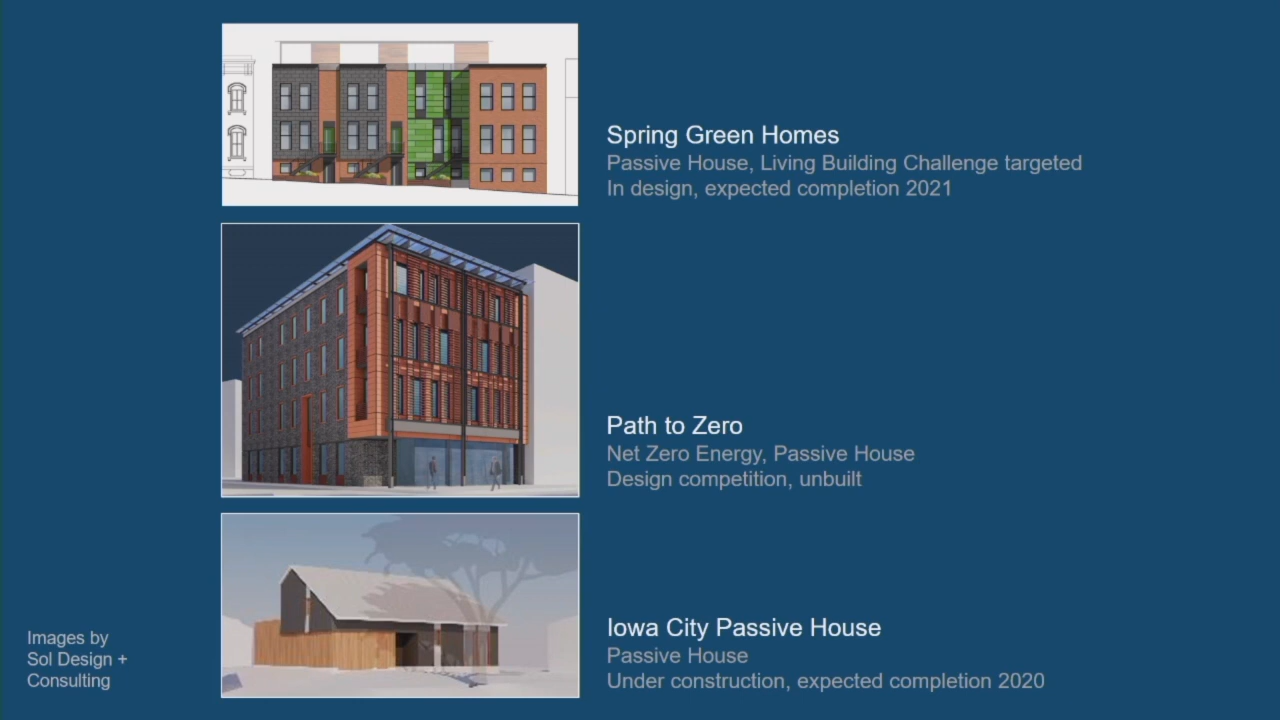 Spring Green Homes
Passive House, Living Building Challenge targeted
In design, expected completion 2021
Path to Zero
Net Zero Energy, Passive House
Design competition, unbuilt
Iowa City Passive House
Passive House
Under construction, expected completion 2020
Images by
Sol Design +
Consulting